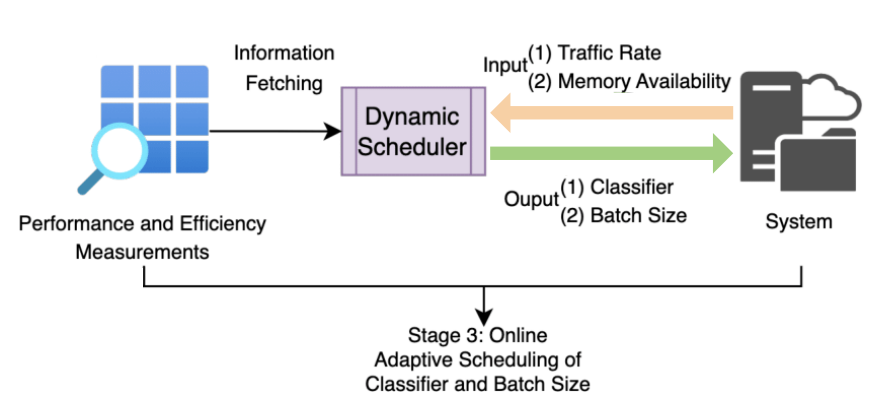 Information
Fetching
Input
(1) Traffic Rate
(2) Memory Availability
Dynamic
Scheduler
Ouput
(1) Classifier
(2) Batch Size
Performance and Efficiency
Measurements
System
Stage 3: Online
Adaptive Scheduling of
Classifier and Batch Size